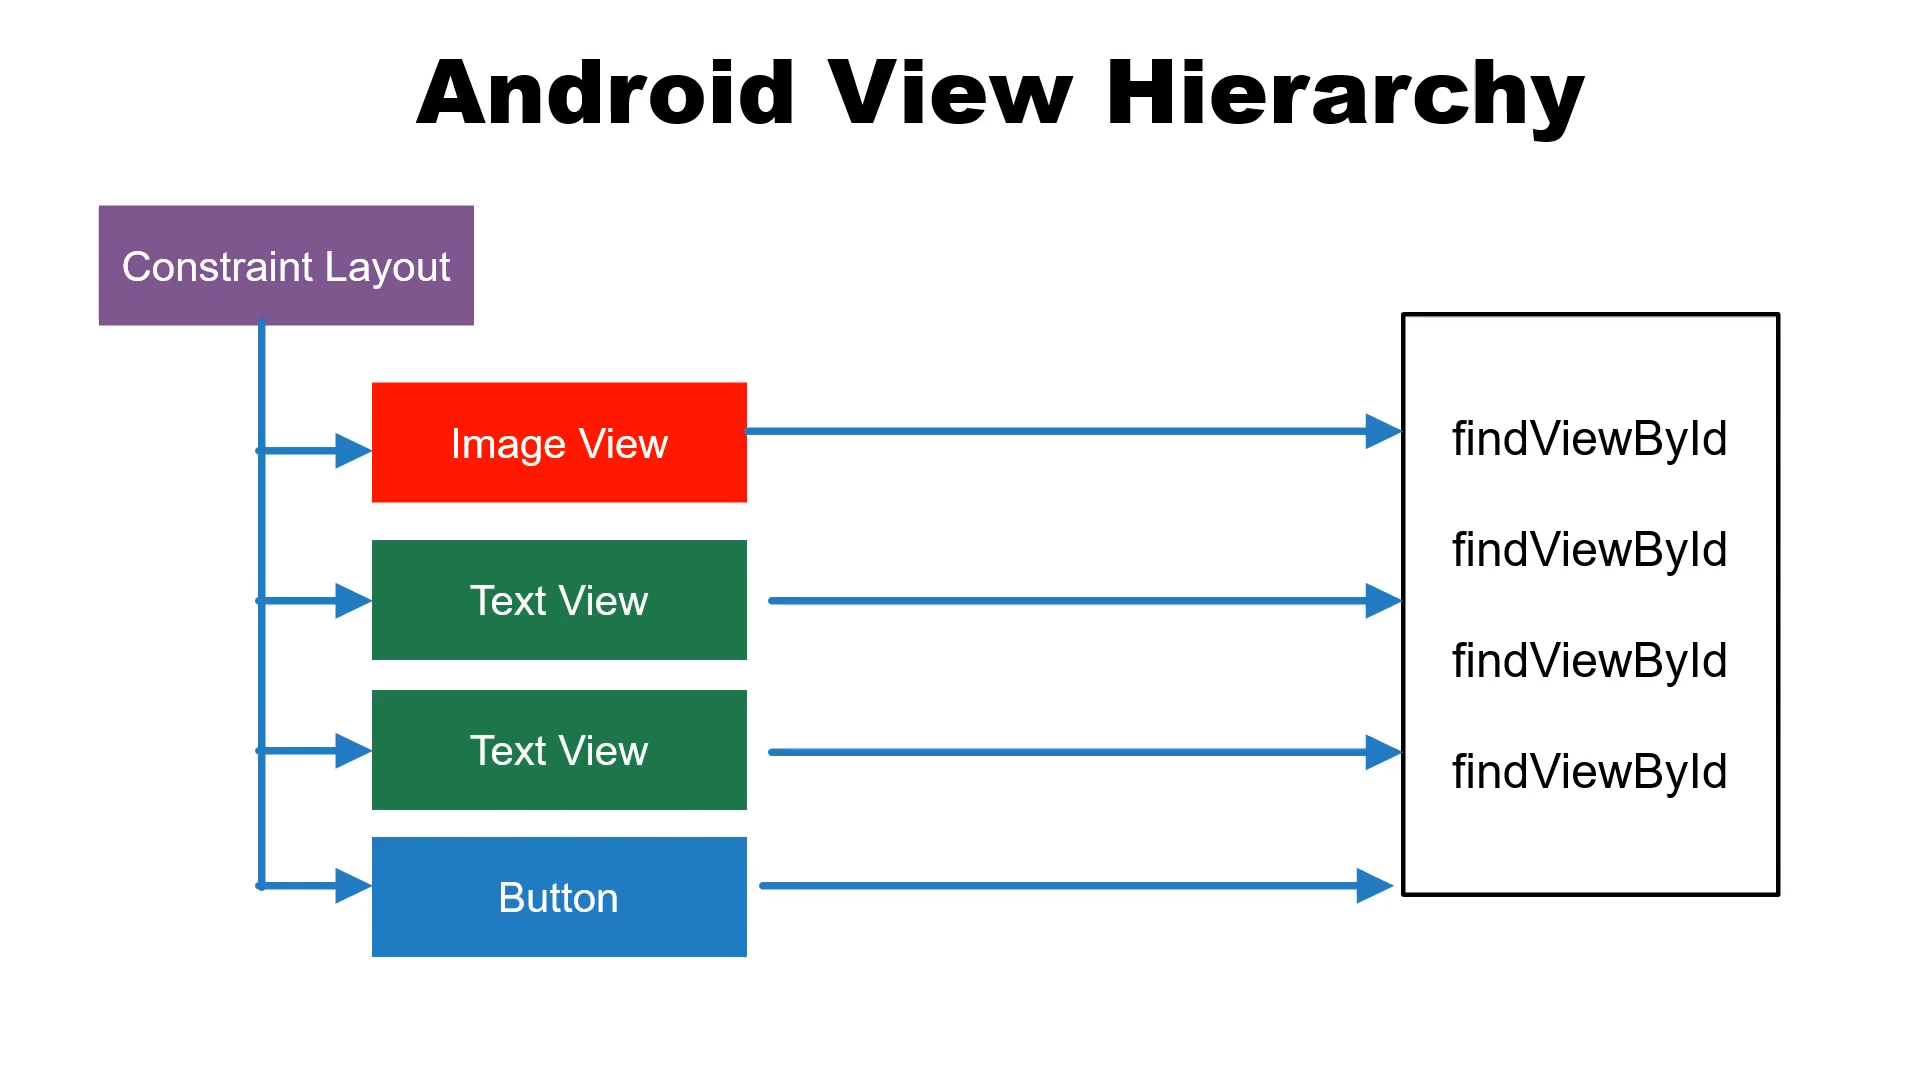 Android View Hierarchy
Constraint Layout
Image View
Text View
Text View
Button
findViewById
findViewById
findViewById
findViewById